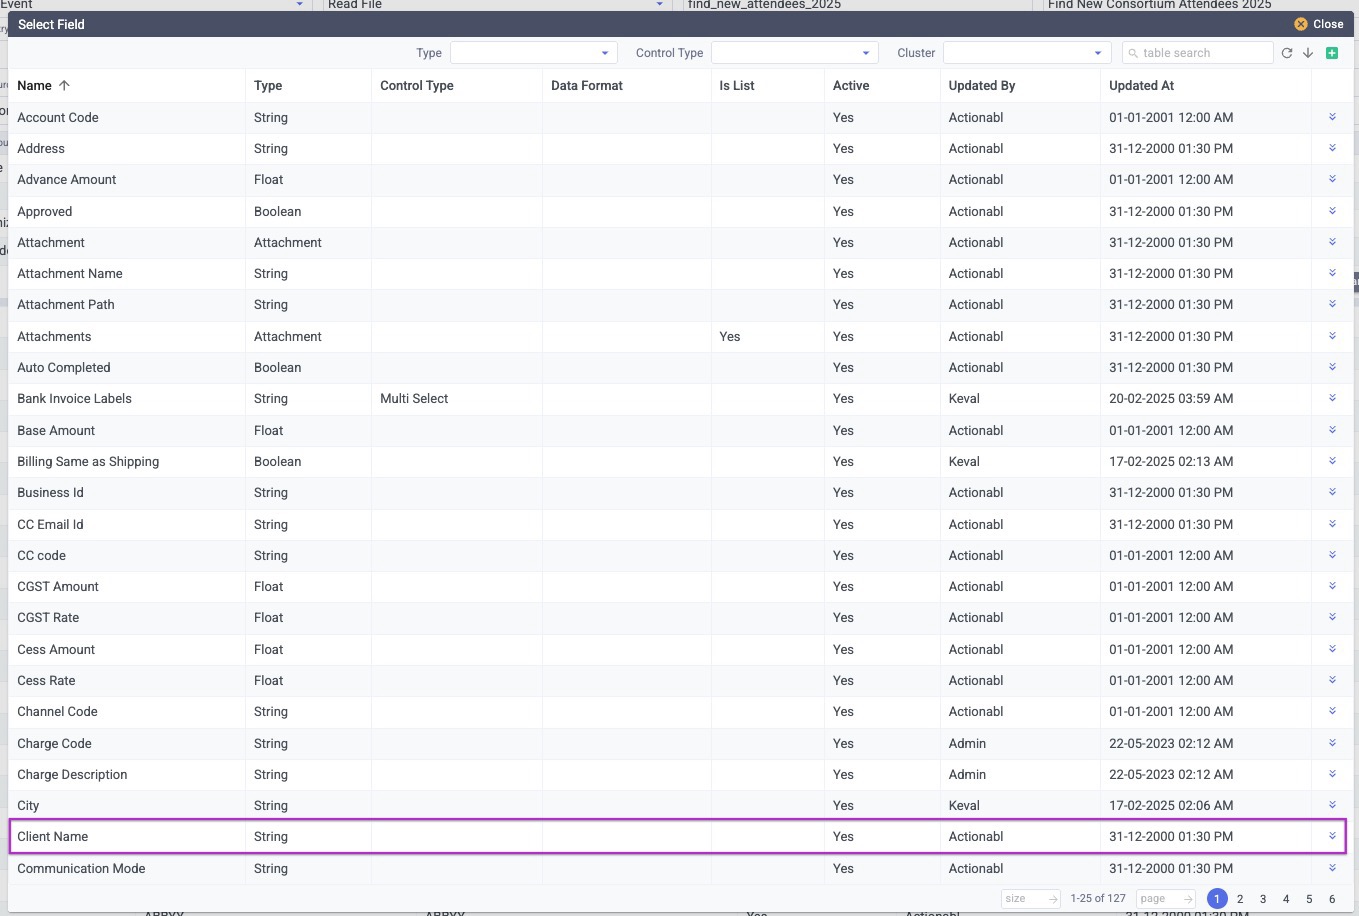 Event Read File find_new_attendees_2025 Find New Consortium Attendees 2025
Select Field Close
Type Control Type Cluster table search
Name Type Control Type Data Format Is List Active Updated By Updated At
Account Code String Yes Actionabl 01-01-2001 12:00 AM
Address String Yes Actionabl 31-12-2000 01:30 PM
Advance Amount Float Yes Actionabl 01-01-2001 12:00 AM
Approved Boolean Yes Actionabl 31-12-2000 01:30 PM
Attachment Attachment Yes Actionabl 31-12-2000 01:30 PM
Attachment Name String Yes Actionabl 31-12-2000 01:30 PM
Attachment Path String Yes Actionabl 31-12-2000 01:30 PM
Attachments Attachment Yes Yes Actionabl 31-12-2000 01:30 PM
Auto Completed Boolean Yes Actionabl 31-12-2000 01:30 PM
Bank Invoice Labels String Multi Select Yes Keval 20-02-2025 03:59 AM
Base Amount Float Yes Actionabl 01-01-2001 12:00 AM
Billing Same as Shipping Boolean Yes Keval 17-02-2025 02:13 AM
Business Id String Yes Actionabl 31-12-2000 01:30 PM
CC Email Id String Yes Actionabl 31-12-2000 01:30 PM
CC code String Yes Actionabl 01-01-2001 12:00 AM
CGST Amount Float Yes Actionabl 01-01-2001 12:00 AM
CGST Rate Float Yes Actionabl 01-01-2001 12:00 AM
Cess Amount Float Yes Actionabl 01-01-2001 12:00 AM
Cess Rate Float Yes Actionabl 01-01-2001 12:00 AM
Channel Code String Yes Actionabl 01-01-2001 12:00 AM
Charge Code String Yes Admin 22-05-2023 02:12 AM
Charge Description String Yes Admin 22-05-2023 02:12 AM
City String Yes Keval 17-02-2025 02:06 AM
Client Name String Yes Actionabl 31-12-2000 01:30 PM
Communication Mode String Yes Actionabl 31-12-2000 01:30 PM
size 1-25 of 127 page 1 2 3 4 5 6